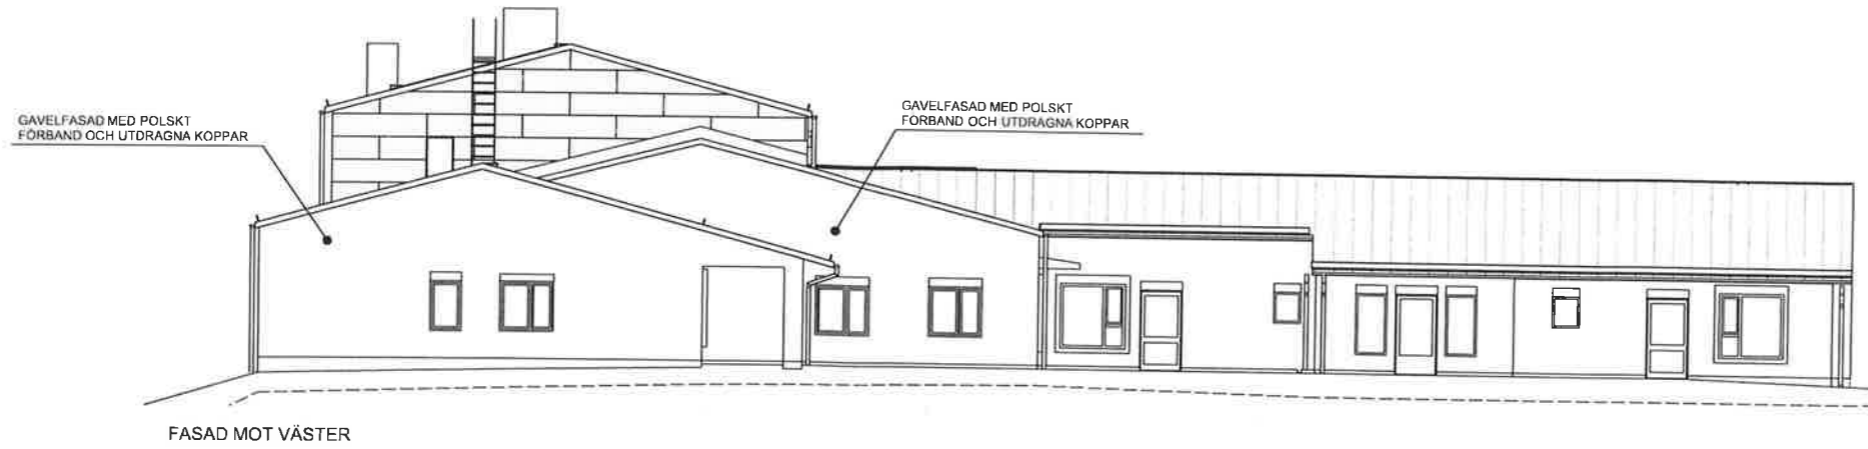 GAVELFASAD MED POLSKT
FÖRBAND OCH UTDRAGNA KOPPAR
GAVELFASAD MED POLSKT
FÖRBAND OCH UTDRAGNA KOPPAR
FASAD MOT VÄSTER